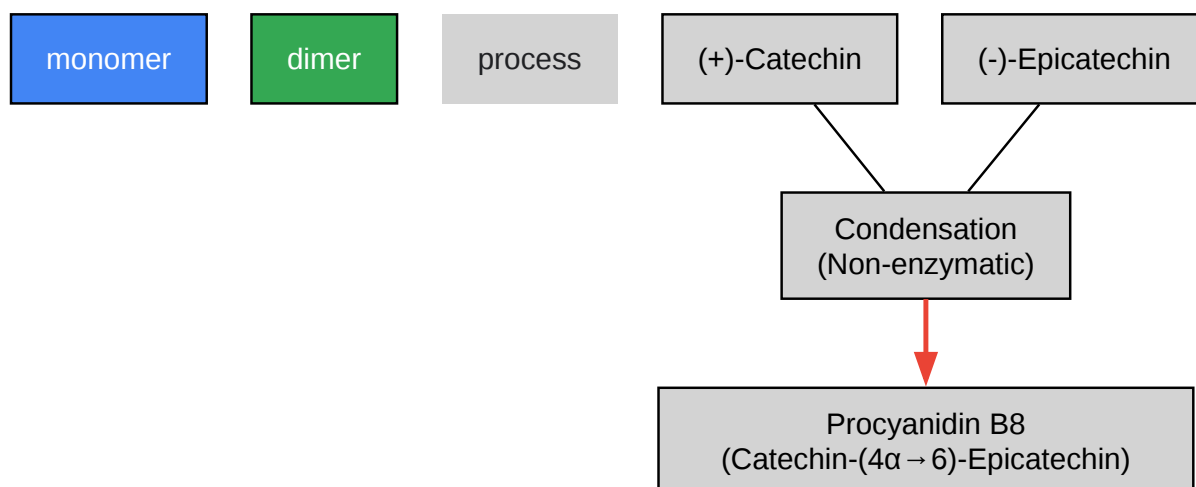 monomer
dimer
process
(+)-Catechin
(-)-Epicatechin
Condensation
(Non-enzymatic)
Procyanidin B8
(Catechin-(4α→6)-Epicatechin)